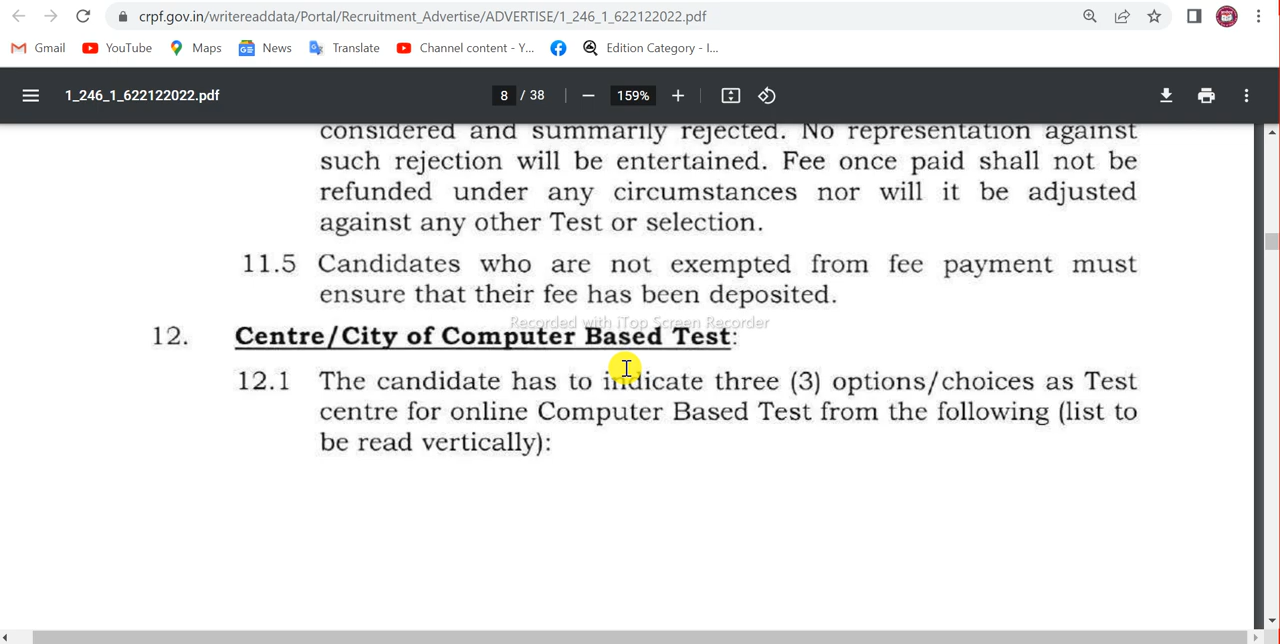 crpf.gov.in/writereaddata/Portal/Recruitment_Advertise/ADVERTISE/1_246_1_622122022.pdf
Gmail YouTube Maps News Translate Channel content - Y... Edition Category - I...
1_246_1_622122022.pdf 8 / 38 159%
considered and summarily rejected. No representation against
such rejection will be entertained. Fee once paid shall not be
refunded under any circumstances nor will it be adjusted
against any other Test or selection.
11.5 Candidates who are not exempted from fee payment must
ensure that their fee has been deposited.
Recorded with iTop Screen Recorder
12. Centre/City of Computer Based Test:
12.1 The candidate has to indicate three (3) options/choices as Test
centre for online Computer Based Test from the following (list to
be read vertically):